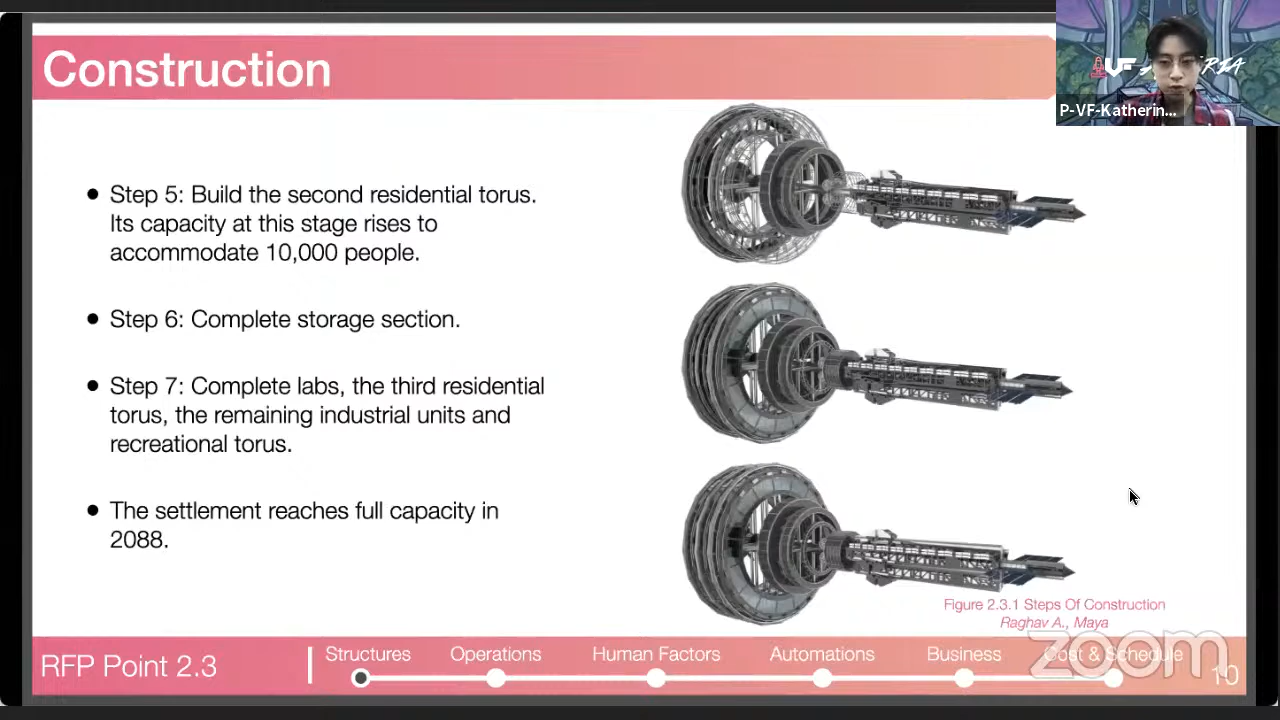 Construction
P-VF-Katherin...
VF
● Step 5: Build the second residential torus.
Its capacity at this stage rises to
accommodate 10,000 people.
● Step 6: Complete storage section.
● Step 7: Complete labs, the third residential
torus, the remaining industrial units and
recreational torus.
● The settlement reaches full capacity in
2088.
Figure 2.3.1 Steps Of Construction
Raghav A., Maya
RFP Point 2.3
Structures Operations Human Factors Automations Business Cost & Schedule
zoom
10